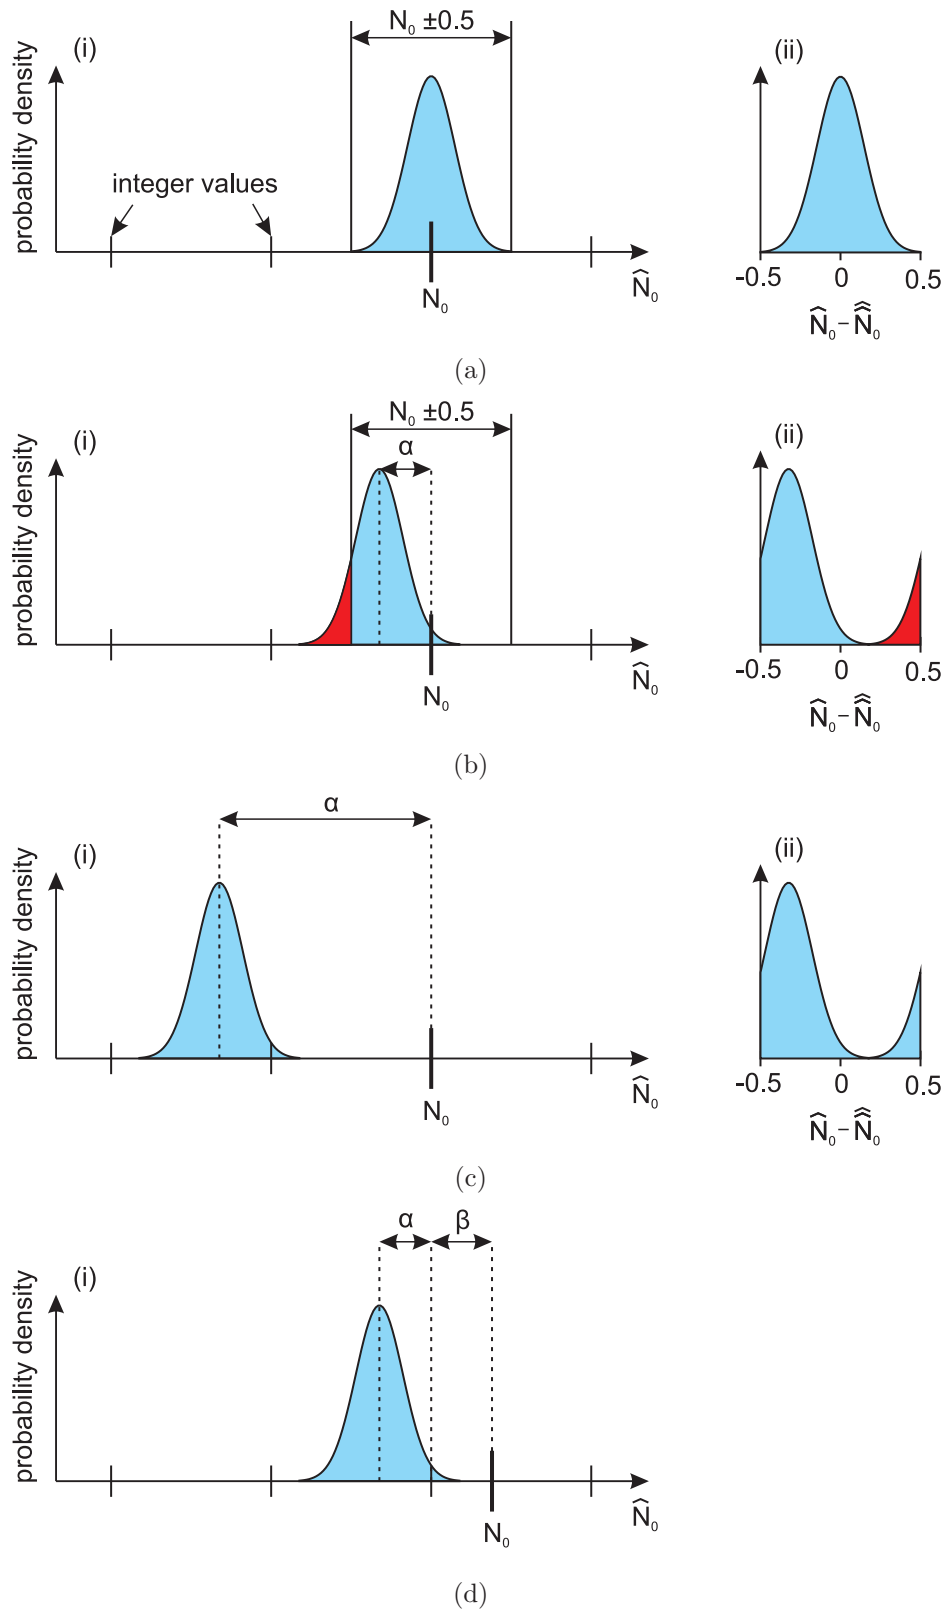 N₀ ±0.5
(i)
(ii)
probability density
integer values
N₀
N̂₀
-0.5 0 0.5
N̂₀ – N̂̂₀
(a)
N₀ ±0.5
(i)
(ii)
α
probability density
N₀
N̂₀
-0.5 0 0.5
N̂₀ – N̂̂₀
(b)
α
(i)
(ii)
probability density
N₀
N̂₀
-0.5 0 0.5
N̂₀ – N̂̂₀
(c)
α β
(i)
probability density
N₀
N̂₀
(d)